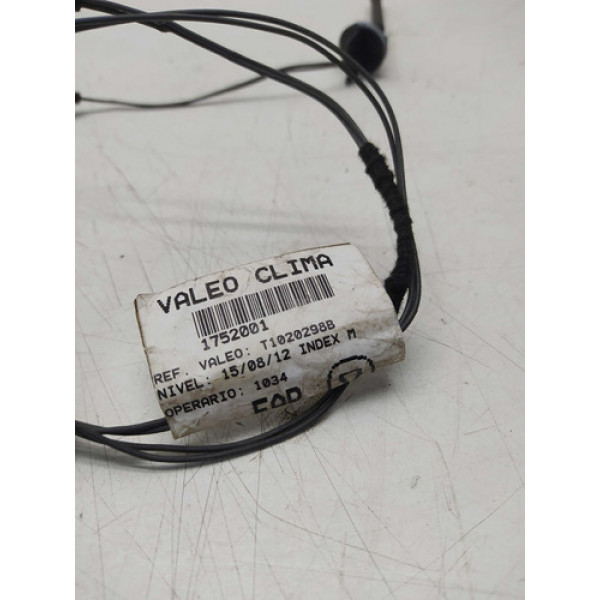 VALEO CLIMA
1752001
REF. VALEO: T1020298B
NIVEL: 15/08/12 INDEX M
OPERARIO: 1034